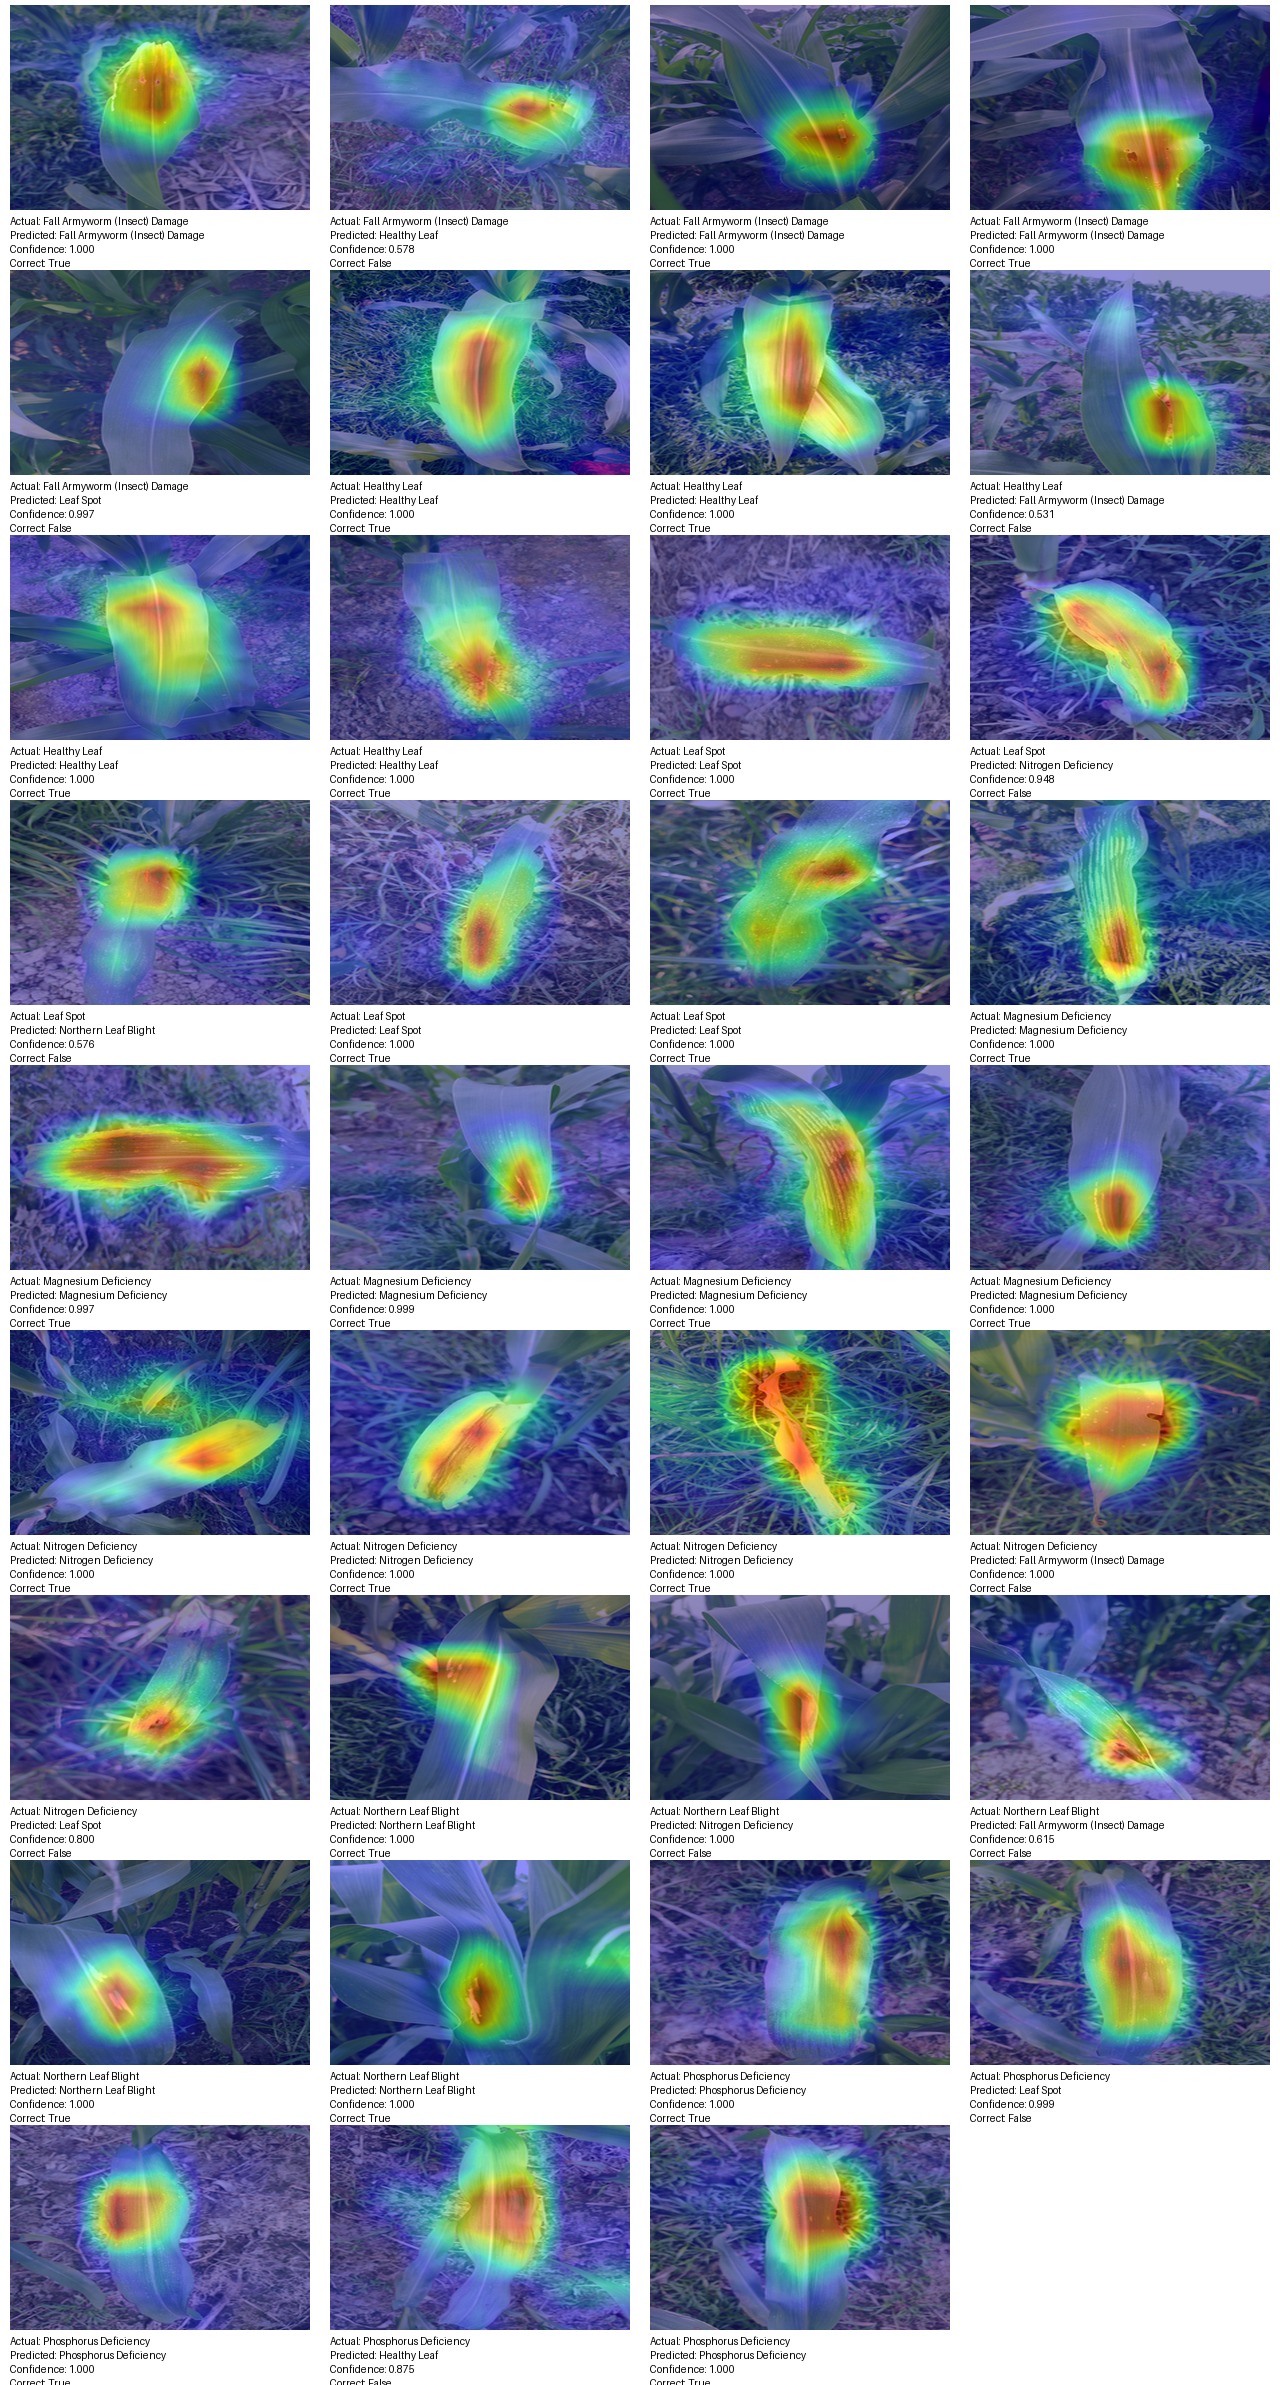 Actual: Fall Armyworm (Insect) Damage
Predicted: Fall Armyworm (Insect) Damage
Confidence: 1.000
Correct: True
Actual: Fall Armyworm (Insect) Damage
Predicted: Healthy Leaf
Confidence: 0.578
Correct: False
Actual: Fall Armyworm (Insect) Damage
Predicted: Fall Armyworm (Insect) Damage
Confidence: 1.000
Correct: True
Actual: Fall Armyworm (Insect) Damage
Predicted: Fall Armyworm (Insect) Damage
Confidence: 1.000
Correct: True
Actual: Fall Armyworm (Insect) Damage
Predicted: Leaf Spot
Confidence: 0.997
Correct: False
Actual: Healthy Leaf
Predicted: Healthy Leaf
Confidence: 1.000
Correct: True
Actual: Healthy Leaf
Predicted: Healthy Leaf
Confidence: 1.000
Correct: True
Actual: Healthy Leaf
Predicted: Fall Armyworm (Insect) Damage
Confidence: 0.531
Correct: False
Actual: Healthy Leaf
Predicted: Healthy Leaf
Confidence: 1.000
Correct: True
Actual: Healthy Leaf
Predicted: Healthy Leaf
Confidence: 1.000
Correct: True
Actual: Leaf Spot
Predicted: Leaf Spot
Confidence: 1.000
Correct: True
Actual: Leaf Spot
Predicted: Nitrogen Deficiency
Confidence: 0.948
Correct: False
Actual: Leaf Spot
Predicted: Northern Leaf Blight
Confidence: 0.576
Correct: False
Actual: Leaf Spot
Predicted: Leaf Spot
Confidence: 1.000
Correct: True
Actual: Leaf Spot
Predicted: Leaf Spot
Confidence: 1.000
Correct: True
Actual: Magnesium Deficiency
Predicted: Magnesium Deficiency
Confidence: 1.000
Correct: True
Actual: Magnesium Deficiency
Predicted: Magnesium Deficiency
Confidence: 0.997
Correct: True
Actual: Magnesium Deficiency
Predicted: Magnesium Deficiency
Confidence: 0.999
Correct: True
Actual: Magnesium Deficiency
Predicted: Magnesium Deficiency
Confidence: 1.000
Correct: True
Actual: Magnesium Deficiency
Predicted: Magnesium Deficiency
Confidence: 1.000
Correct: True
Actual: Nitrogen Deficiency
Predicted: Nitrogen Deficiency
Confidence: 1.000
Correct: True
Actual: Nitrogen Deficiency
Predicted: Nitrogen Deficiency
Confidence: 1.000
Correct: True
Actual: Nitrogen Deficiency
Predicted: Nitrogen Deficiency
Confidence: 1.000
Correct: True
Actual: Nitrogen Deficiency
Predicted: Fall Armyworm (Insect) Damage
Confidence: 1.000
Correct: False
Actual: Nitrogen Deficiency
Predicted: Leaf Spot
Confidence: 0.800
Correct: False
Actual: Northern Leaf Blight
Predicted: Northern Leaf Blight
Confidence: 1.000
Correct: True
Actual: Northern Leaf Blight
Predicted: Nitrogen Deficiency
Confidence: 1.000
Correct: False
Actual: Northern Leaf Blight
Predicted: Fall Armyworm (Insect) Damage
Confidence: 0.615
Correct: False
Actual: Northern Leaf Blight
Predicted: Northern Leaf Blight
Confidence: 1.000
Correct: True
Actual: Northern Leaf Blight
Predicted: Northern Leaf Blight
Confidence: 1.000
Correct: True
Actual: Phosphorus Deficiency
Predicted: Phosphorus Deficiency
Confidence: 1.000
Correct: True
Actual: Phosphorus Deficiency
Predicted: Leaf Spot
Confidence: 0.999
Correct: False
Actual: Phosphorus Deficiency
Predicted: Phosphorus Deficiency
Confidence: 1.000
Correct: True
Actual: Phosphorus Deficiency
Predicted: Healthy Leaf
Confidence: 0.875
Correct: False
Actual: Phosphorus Deficiency
Predicted: Phosphorus Deficiency
Confidence: 1.000
Correct: True